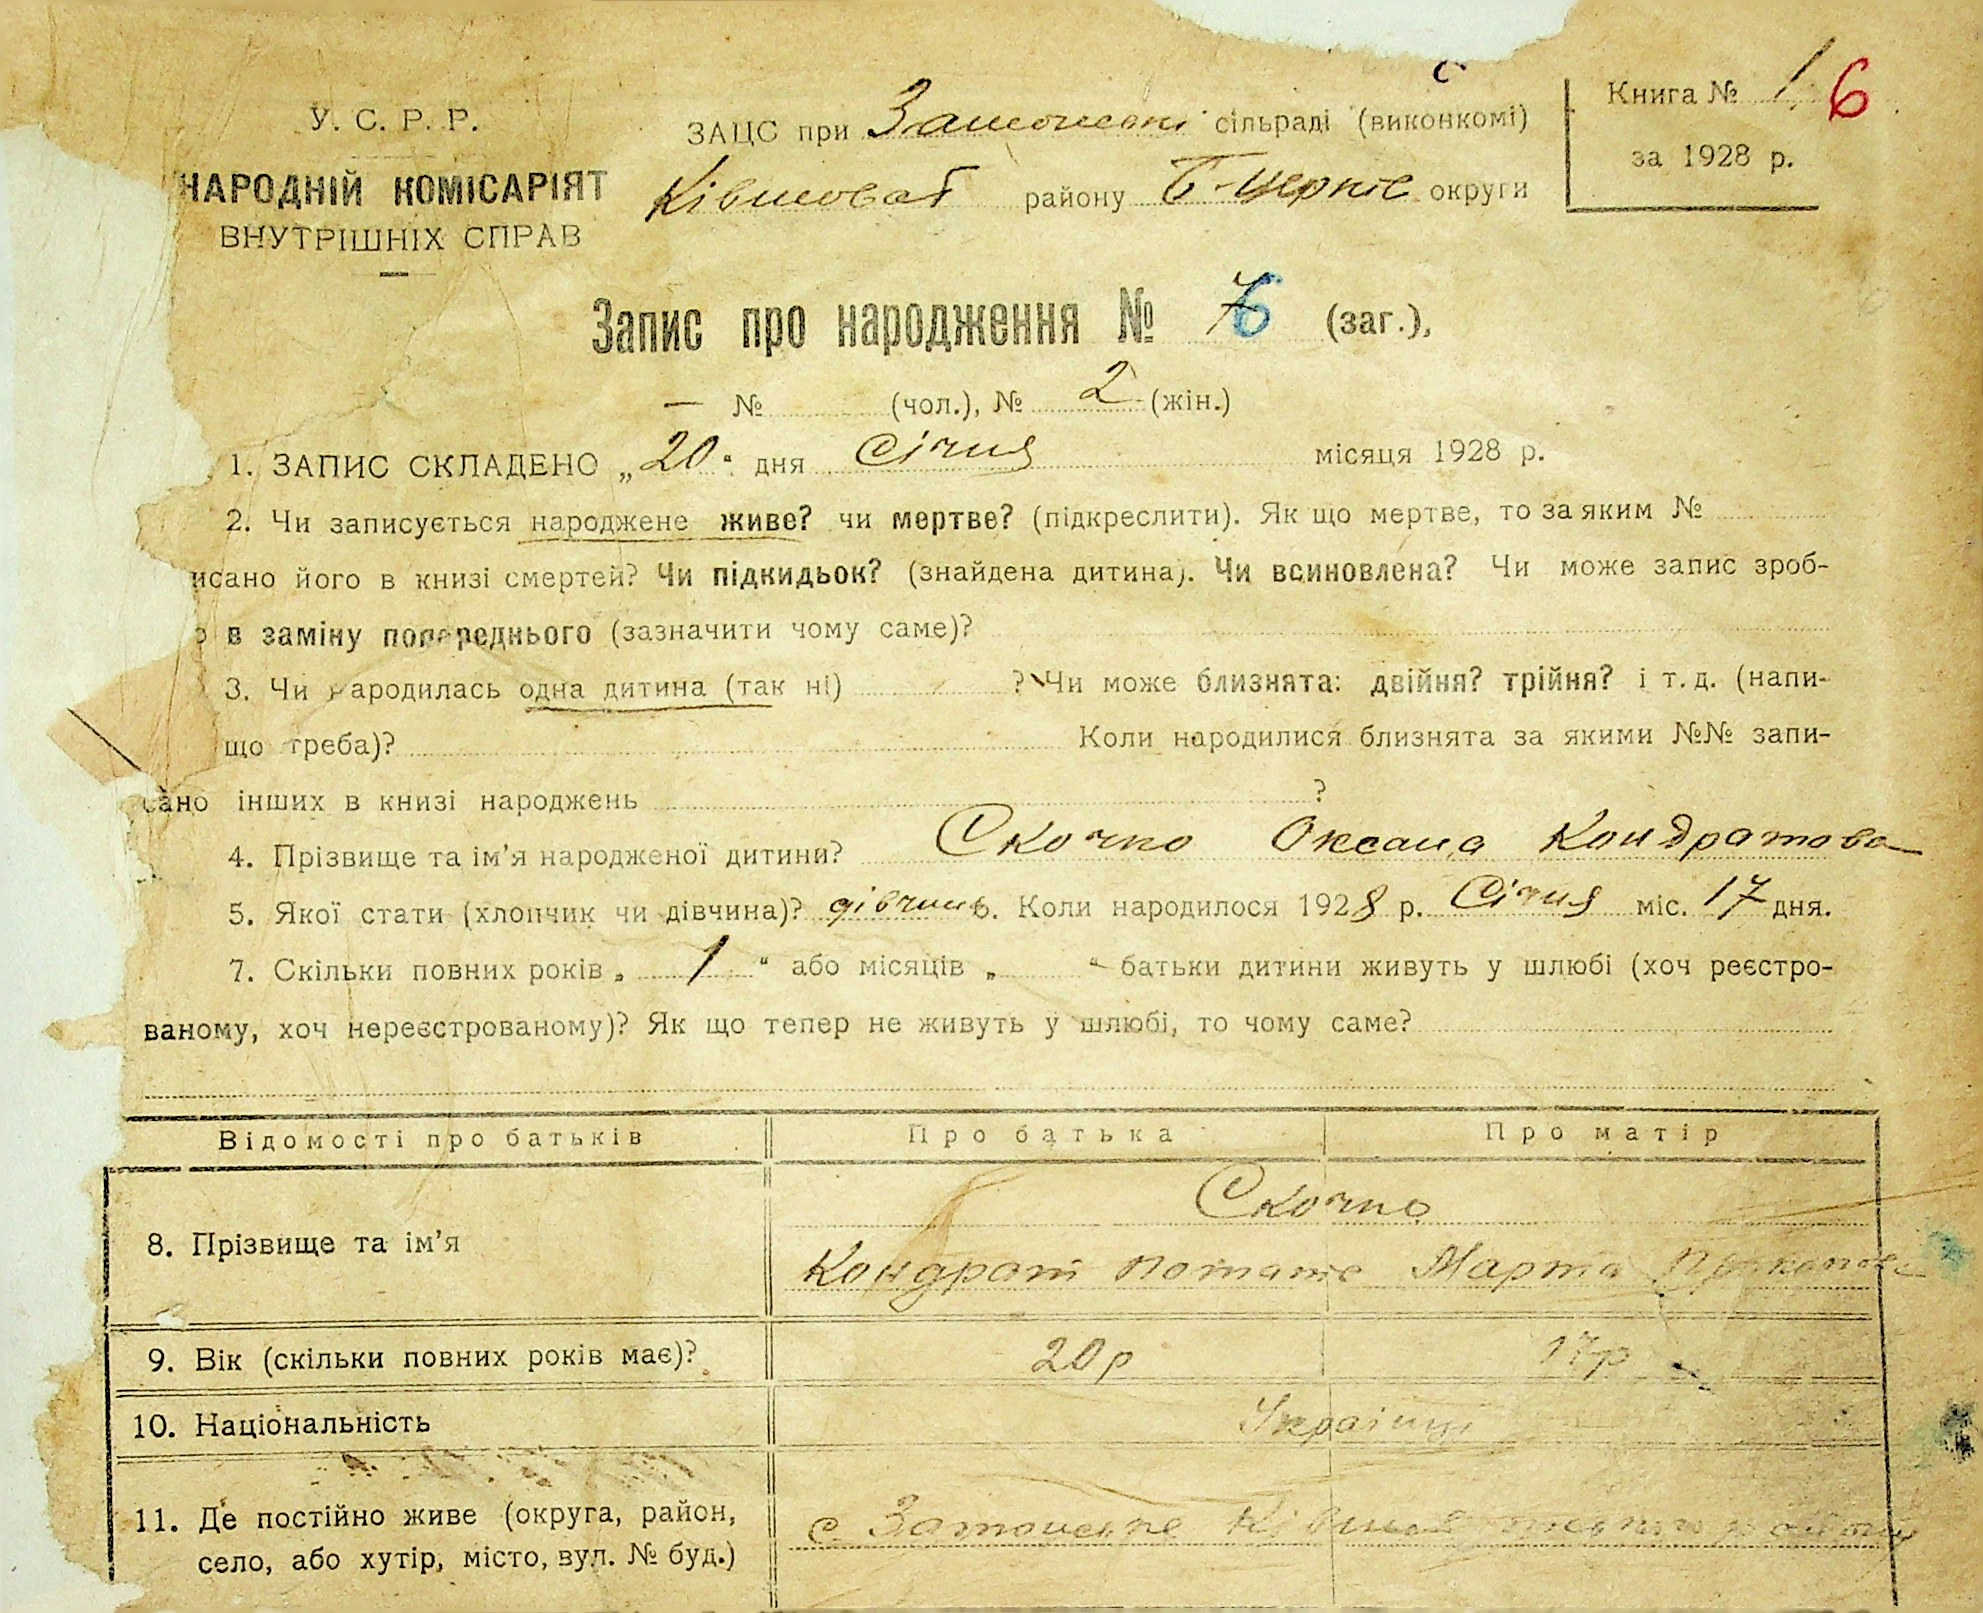 У. С. Р. Р.
НАРОДНІЙ КОМІСАРІЯТ
ВНУТРІШНІХ СПРАВ
ЗАЦС при сільраді (виконкомі)
Ківшоват району Б-Церків округи
Книга № 1 6
за 1928 р.
Запис про народження № 6 (заг.),
— № (чол.), № 2 (жін.)
1. ЗАПИС СКЛАДЕНО „20“ дня Січня місяця 1928 р.
2. Чи записується народжене живе? чи мертве? (підкреслити). Як що мертве, то за яким №
исано його в книзі смертей? Чи підкидьок? (знайдена дитина). Чи всиновлена? Чи може запис зроб-
о в заміну попереднього (зазначити чому саме)?
3. Чи народилась одна дитина (так ні) ? Чи може близнята: двійня? трійня? і т. д. (напи-
що треба)? Коли народилися близнята за якими №№ запи-
сано інших в книзі народжень ?
4. Прізвище та ім’я народженої дитини? Скочко Оксана Кондратова
5. Якої стати (хлопчик чи дівчина)? дівчина 6. Коли народилося 1928 р. Січня міс. 17 дня.
7. Скільки повних років „ 1 “ або місяців „ “ батьки дитини живуть у шлюбі (хоч реєстро-
ваному, хоч нереєстрованому)? Як що тепер не живуть у шлюбі, то чому саме?
Відомості про батьків Про батька Про матір
8. Прізвище та ім’я Скочко
Кондрат Марта
9. Вік (скільки повних років має)? 20р 17р
10. Національність Українці
11. Де постійно живе (округа, район,
село, або хутір, місто, вул. № буд.) с